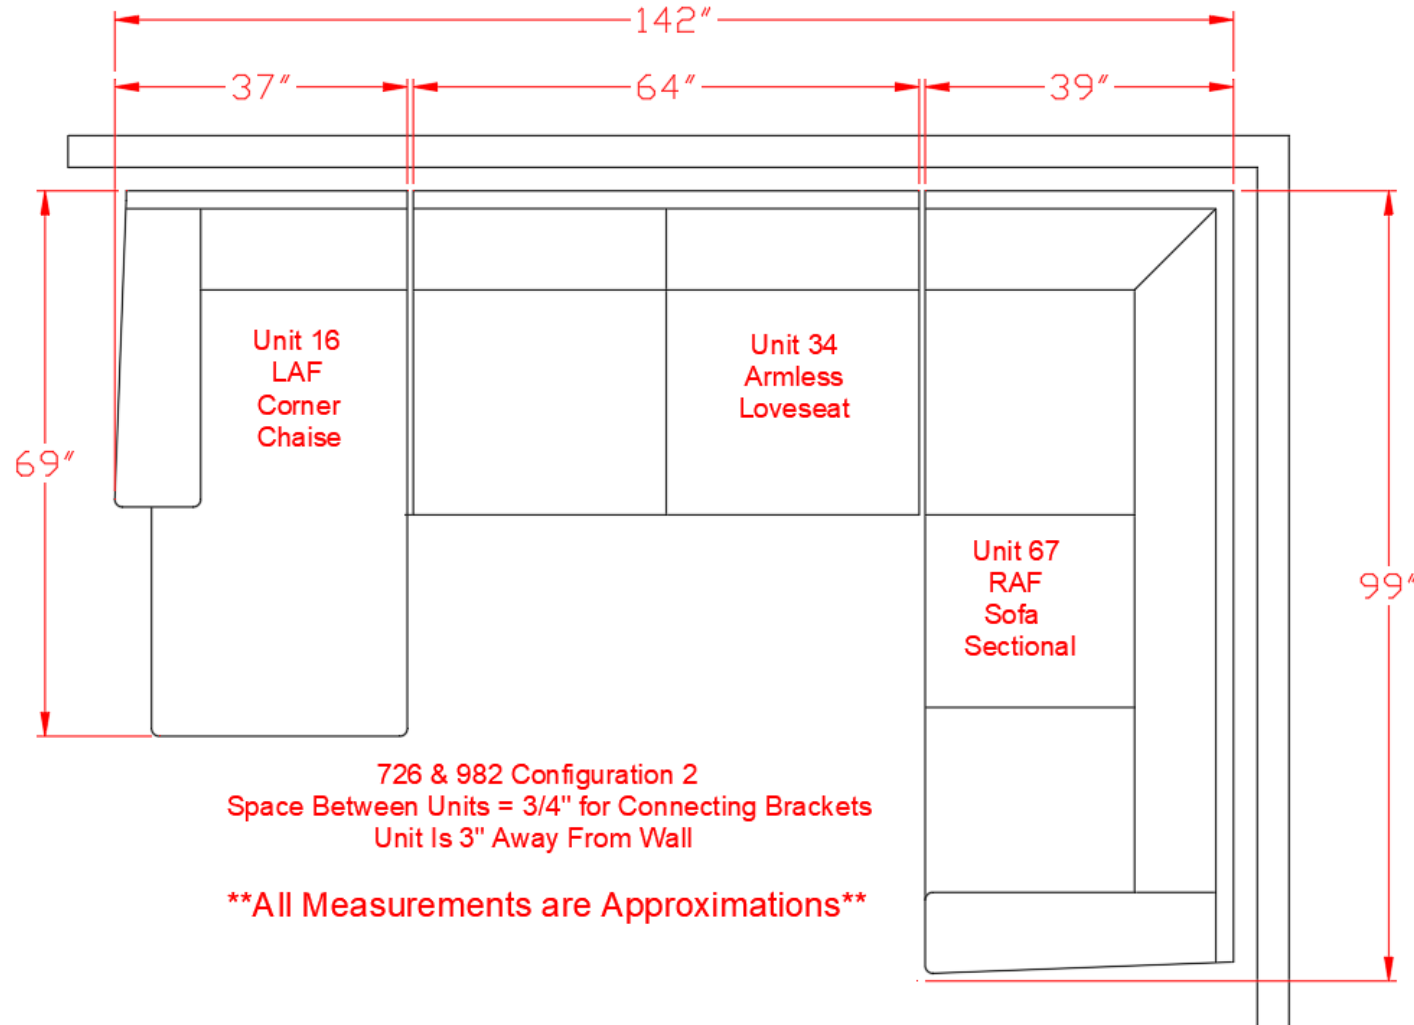 142"
37" 64" 39"
Unit 16
LAF
Corner
Chaise
Unit 34
Armless
Loveseat
69"
Unit 67
RAF
Sofa
Sectional
99"
726 & 982 Configuration 2
Space Between Units = 3/4" for Connecting Brackets
Unit Is 3" Away From Wall
**All Measurements are Approximations**